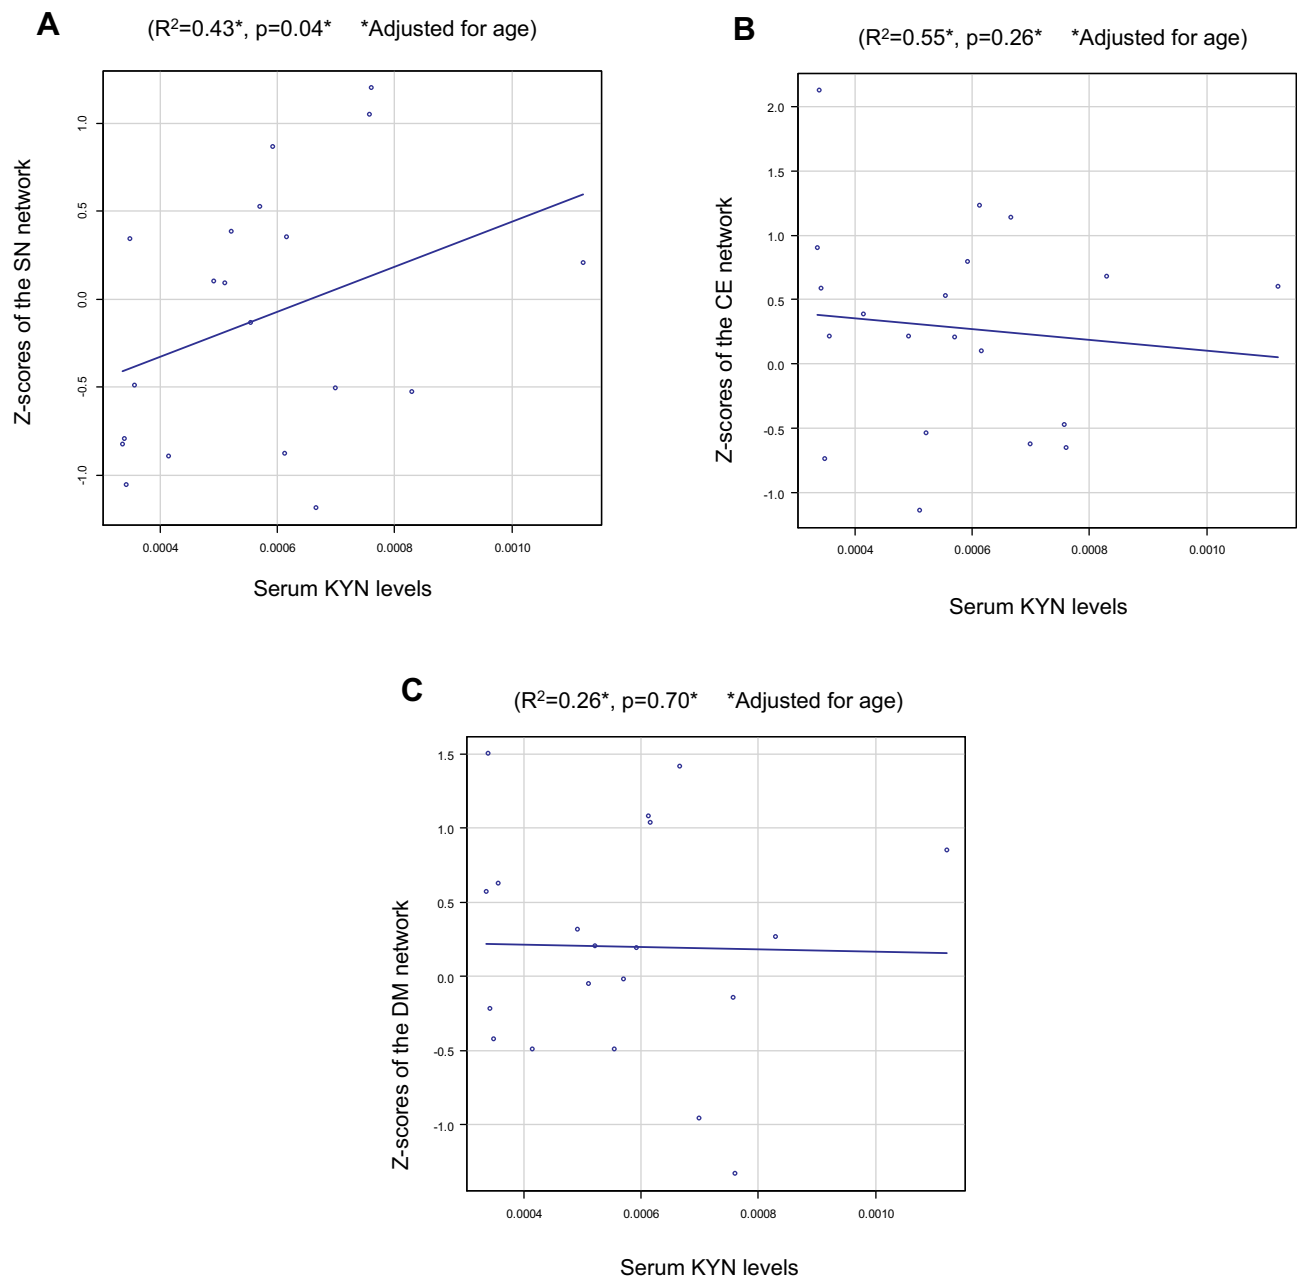 A
(R²=0.43*, p=0.04* *Adjusted for age)
Z-scores of the SN network
1.0
0.5
0.0
-0.5
-1.0
0.0004 0.0006 0.0008 0.0010
Serum KYN levels
B
(R²=0.55*, p=0.26* *Adjusted for age)
Z-scores of the CE network
2.0
1.5
1.0
0.5
0.0
-0.5
-1.0
0.0004 0.0006 0.0008 0.0010
Serum KYN levels
C
(R²=0.26*, p=0.70* *Adjusted for age)
Z-scores of the DM network
1.5
1.0
0.5
0.0
-0.5
-1.0
0.0004 0.0006 0.0008 0.0010
Serum KYN levels